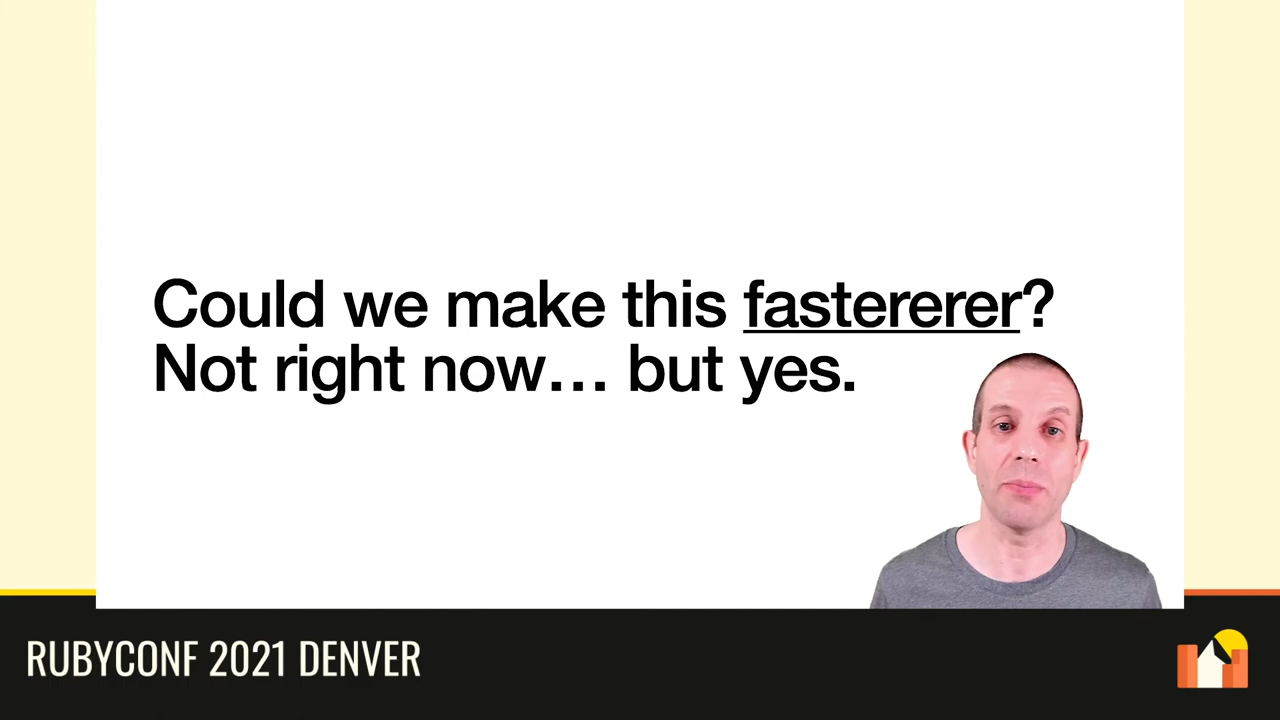 Could we make this fastererer?
Not right now… but yes.
RUBYCONF 2021 DENVER